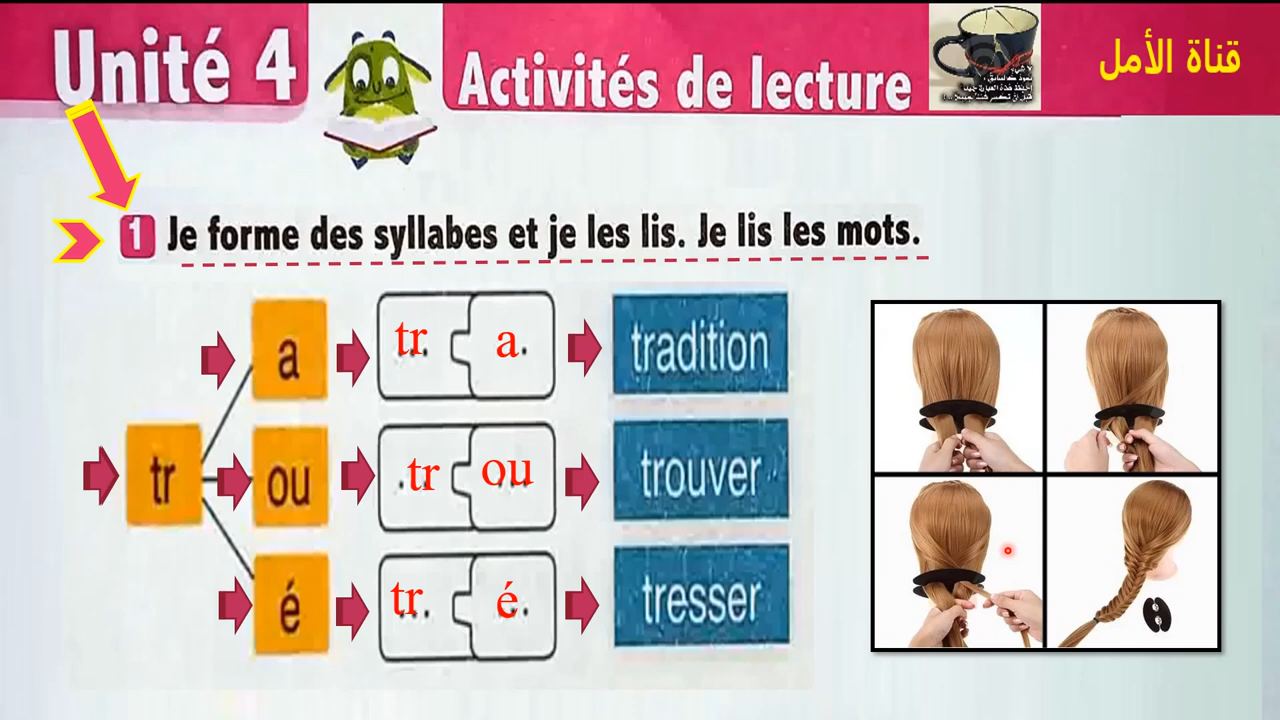 Unité 4
Activités de lecture
قناة الأمل
1 Je forme des syllabes et je les lis. Je lis les mots.
a
tr a
tradition
tr
ou
tr ou
trouver
é
tr é
tresser